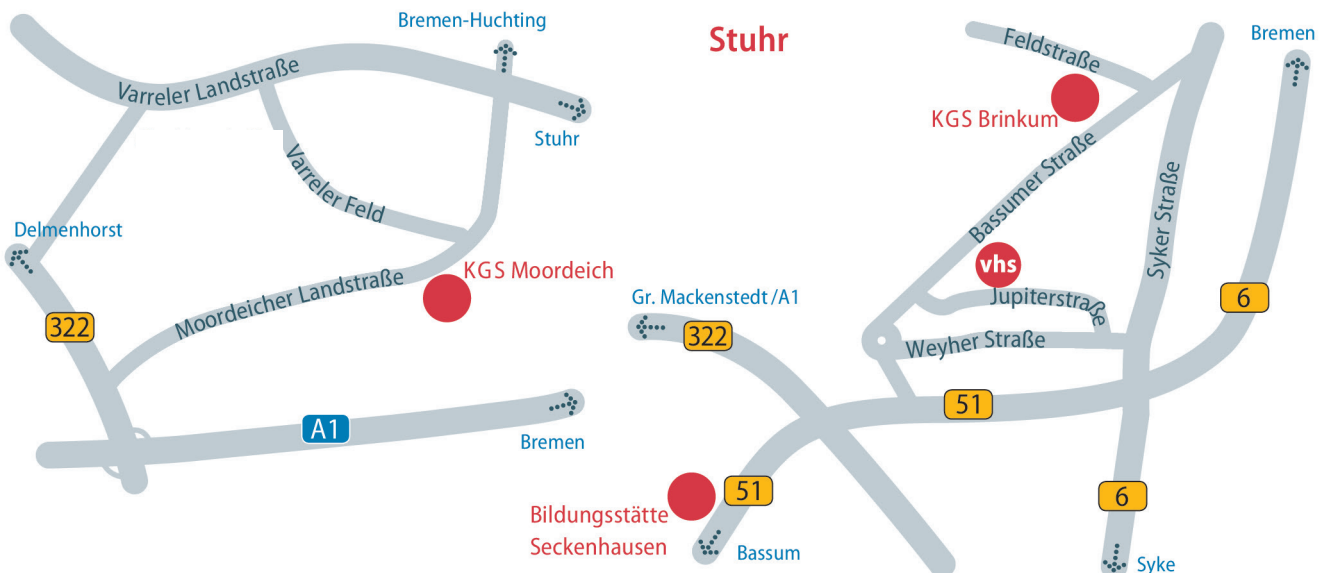 Bremen-Huchting
Varreler Landstraße
Stuhr
Varreler Feld
Delmenhorst
KGS Moordeich
Moordeicher Landstraße
322
A1
Bremen
Stuhr
Feldstraße
Bremen
KGS Brinkum
Bassumer Straße
Syker Straße
vhs
Jupiterstraße
Gr. Mackenstedt /A1
6
322
Weyher Straße
51
51
6
Bildungsstätte
Seckenhausen
Bassum
Syke